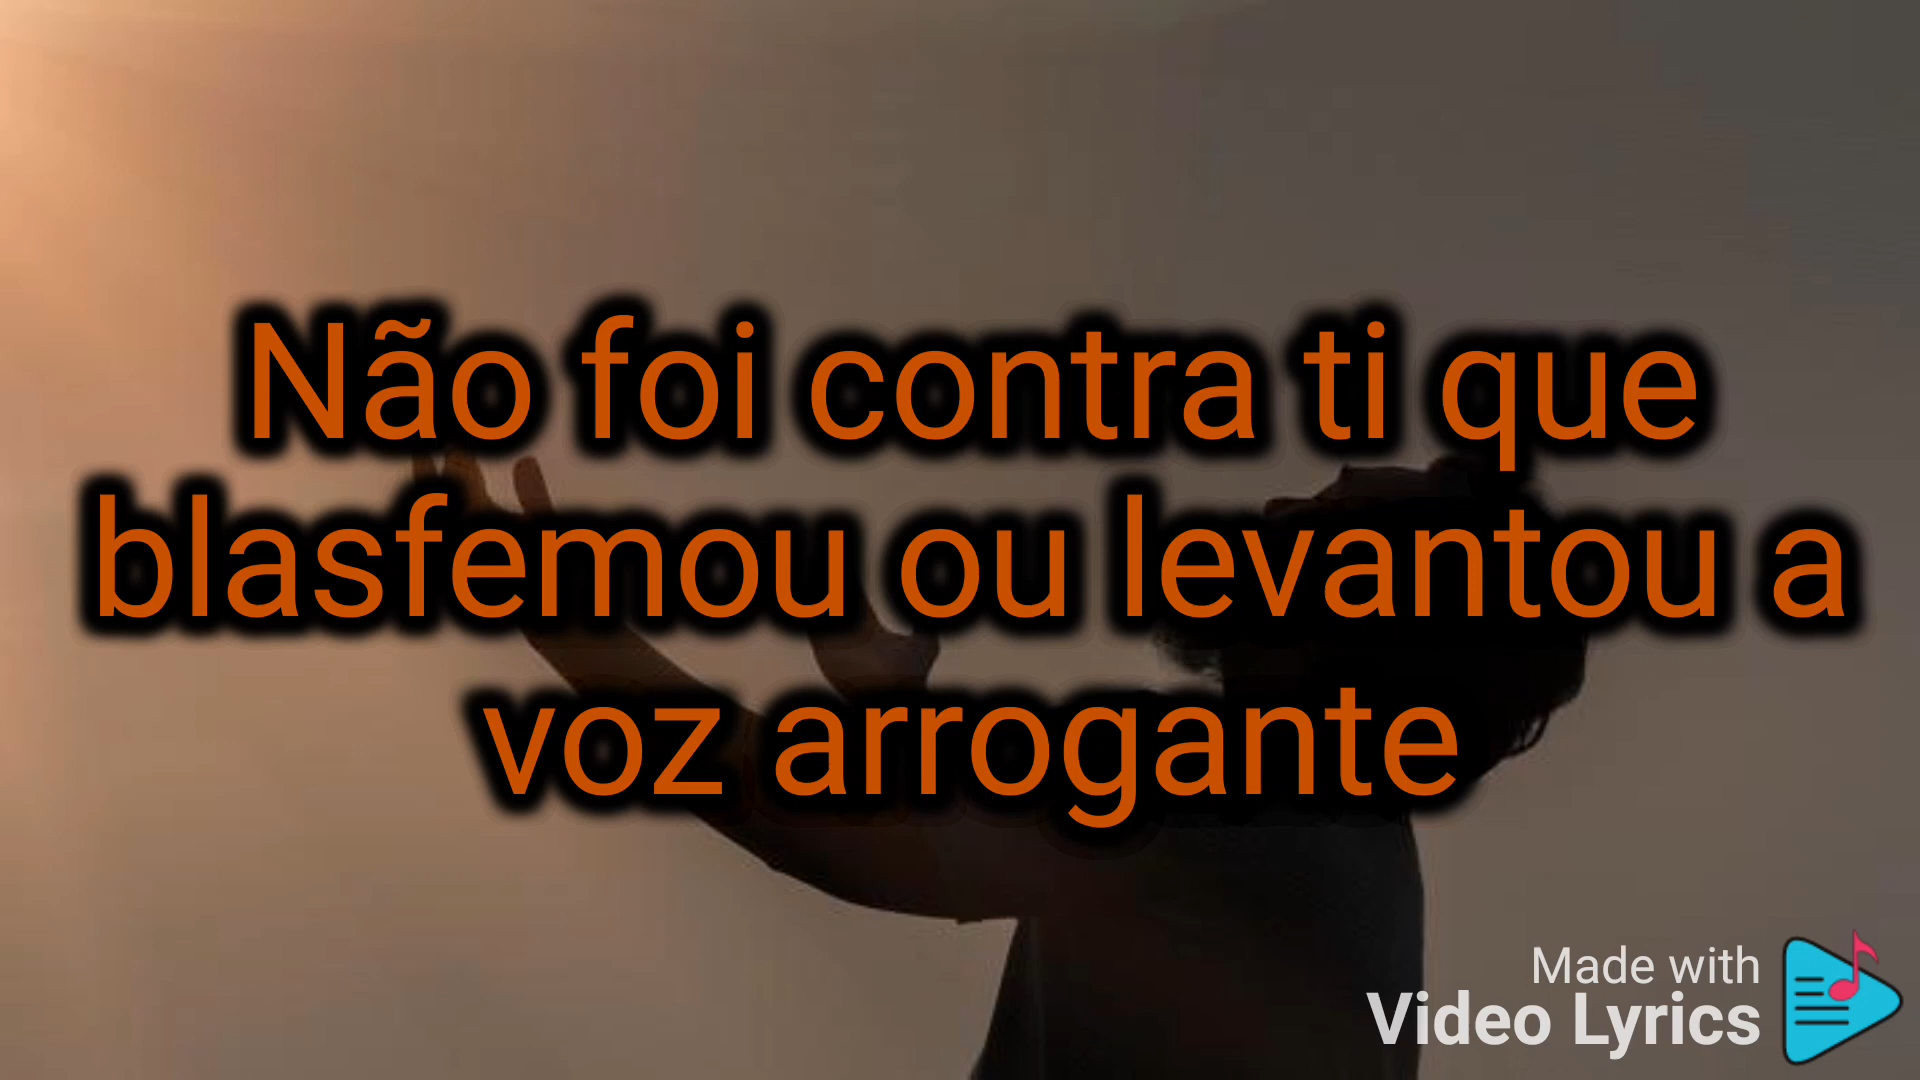 Não foi contra ti que
blasfemou ou levantou a
voz arrogante
Made with
Video Lyrics